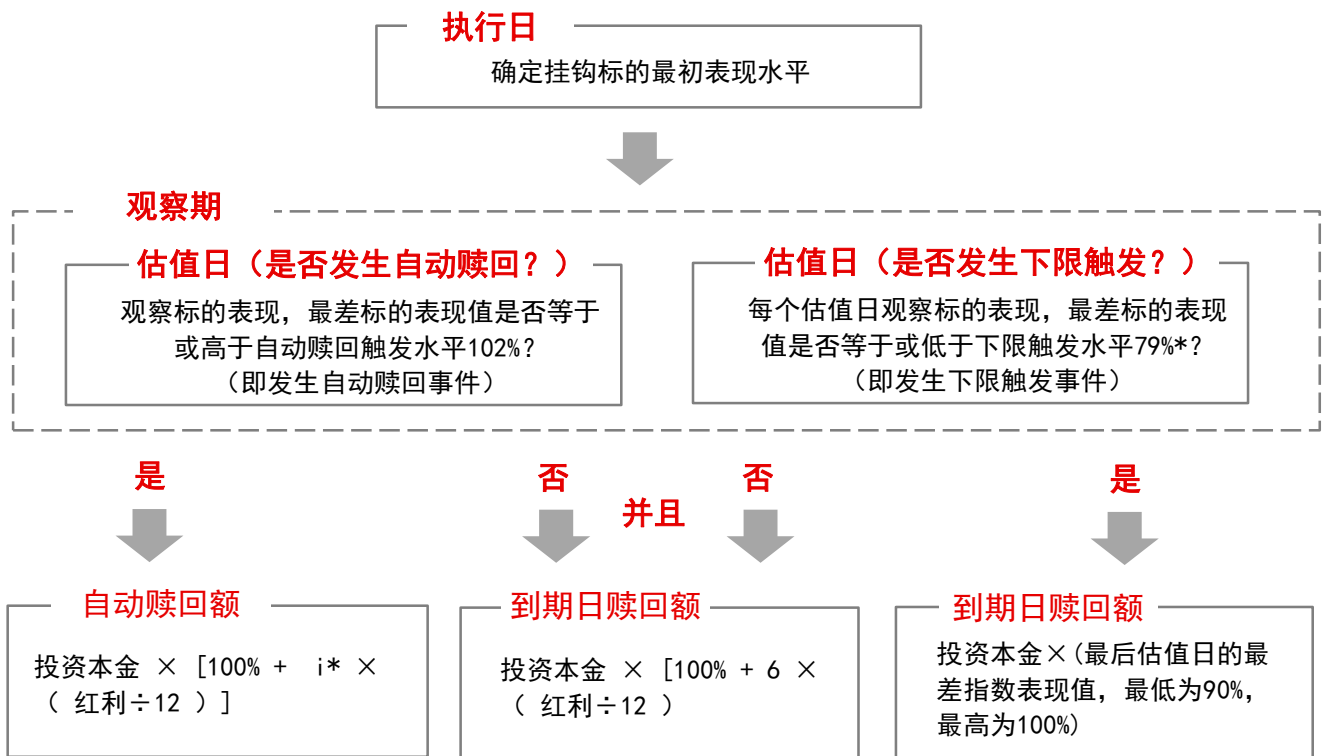 执行日
确定挂钩标的最初表现水平
观察期
估值日（是否发生自动赎回？）
观察标的表现，最差标的表现值是否等于
或高于自动赎回触发水平102%？
（即发生自动赎回事件）
估值日（是否发生下限触发？）
每个估值日观察标的表现，最差标的表现
值是否等于或低于下限触发水平79%*？
（即发生下限触发事件）
是
否
并且
否
是
自动赎回额
投资本金 × [100% + i* ×
（ 红利÷12 ）]
到期日赎回额
投资本金 × [100% + 6 ×
（ 红利÷12 ）
到期日赎回额
投资本金×(最后估值日的最
差指数表现值，最低为90%，
最高为100%)